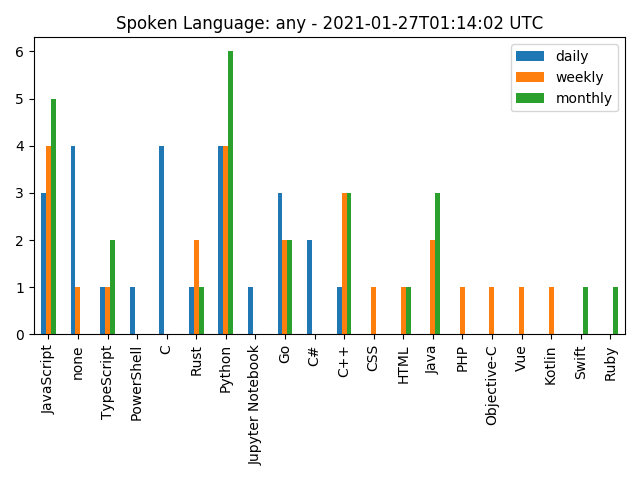 Spoken Language: any - 2021-01-27T01:14:02 UTC
daily
weekly
monthly
6
5
4
3
2
1
0
JavaScript
none
TypeScript
PowerShell
C
Rust
Python
Jupyter Notebook
Go
C#
C++
CSS
HTML
Java
PHP
Objective-C
Vue
Kotlin
Swift
Ruby